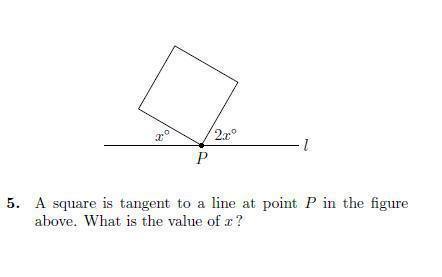 x° 2x°
l
P
5. A square is tangent to a line at point P in the figure
above. What is the value of x?